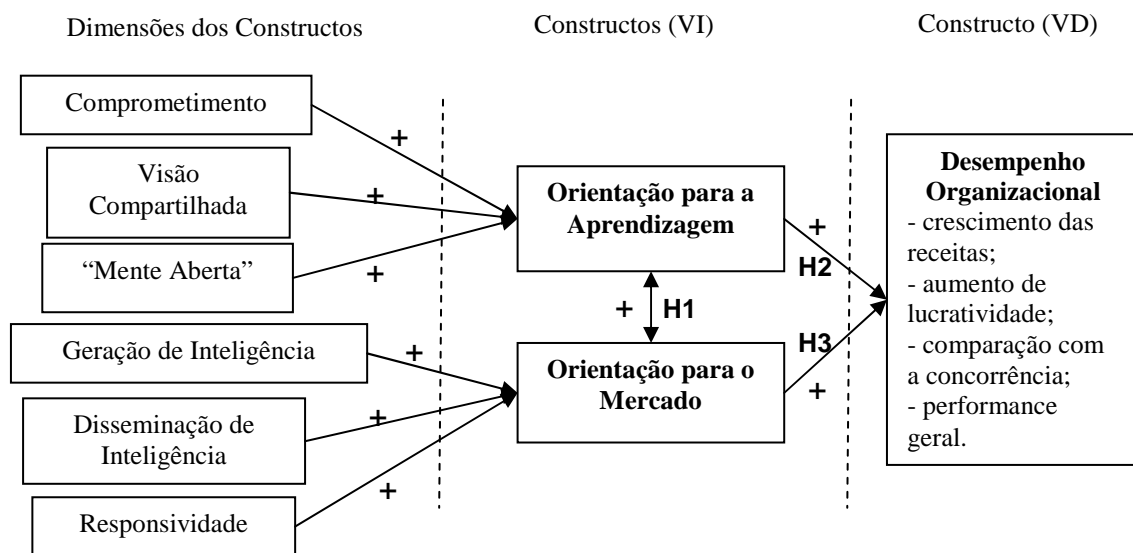 Dimensões dos Constructos
Constructos (VI)
Constructo (VD)
Comprometimento
Visão
Compartilhada
“Mente Aberta”
Geração de Inteligência
Disseminação de
Inteligência
Responsividade
+
+
+
+
+
+
Orientação para a
Aprendizagem
+
H1
Orientação para o
Mercado
+
H2
H3
+
Desempenho
Organizacional
- crescimento das
receitas;
- aumento de
lucratividade;
- comparação com
a concorrência;
- performance
geral.